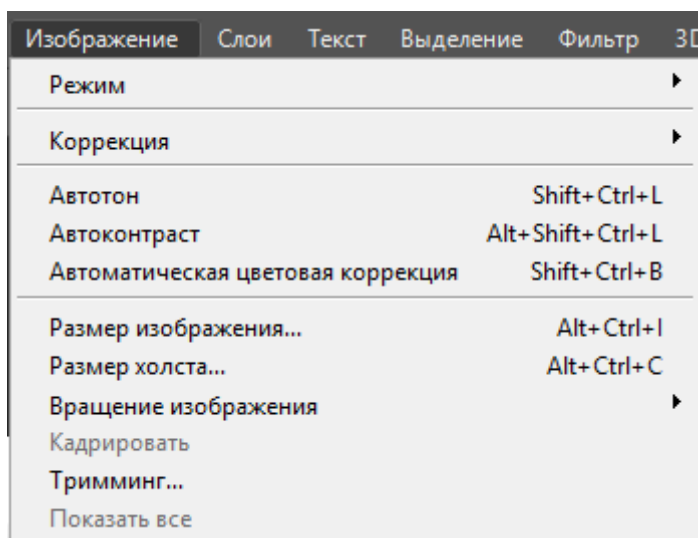 Изображение Слои Текст Выделение Фильтр 3D
Режим
Коррекция
Автотон Shift+Ctrl+L
Автоконтраст Alt+Shift+Ctrl+L
Автоматическая цветовая коррекция Shift+Ctrl+B
Размер изображения... Alt+Ctrl+I
Размер холста... Alt+Ctrl+C
Вращение изображения
Кадрировать
Тримминг...
Показать все